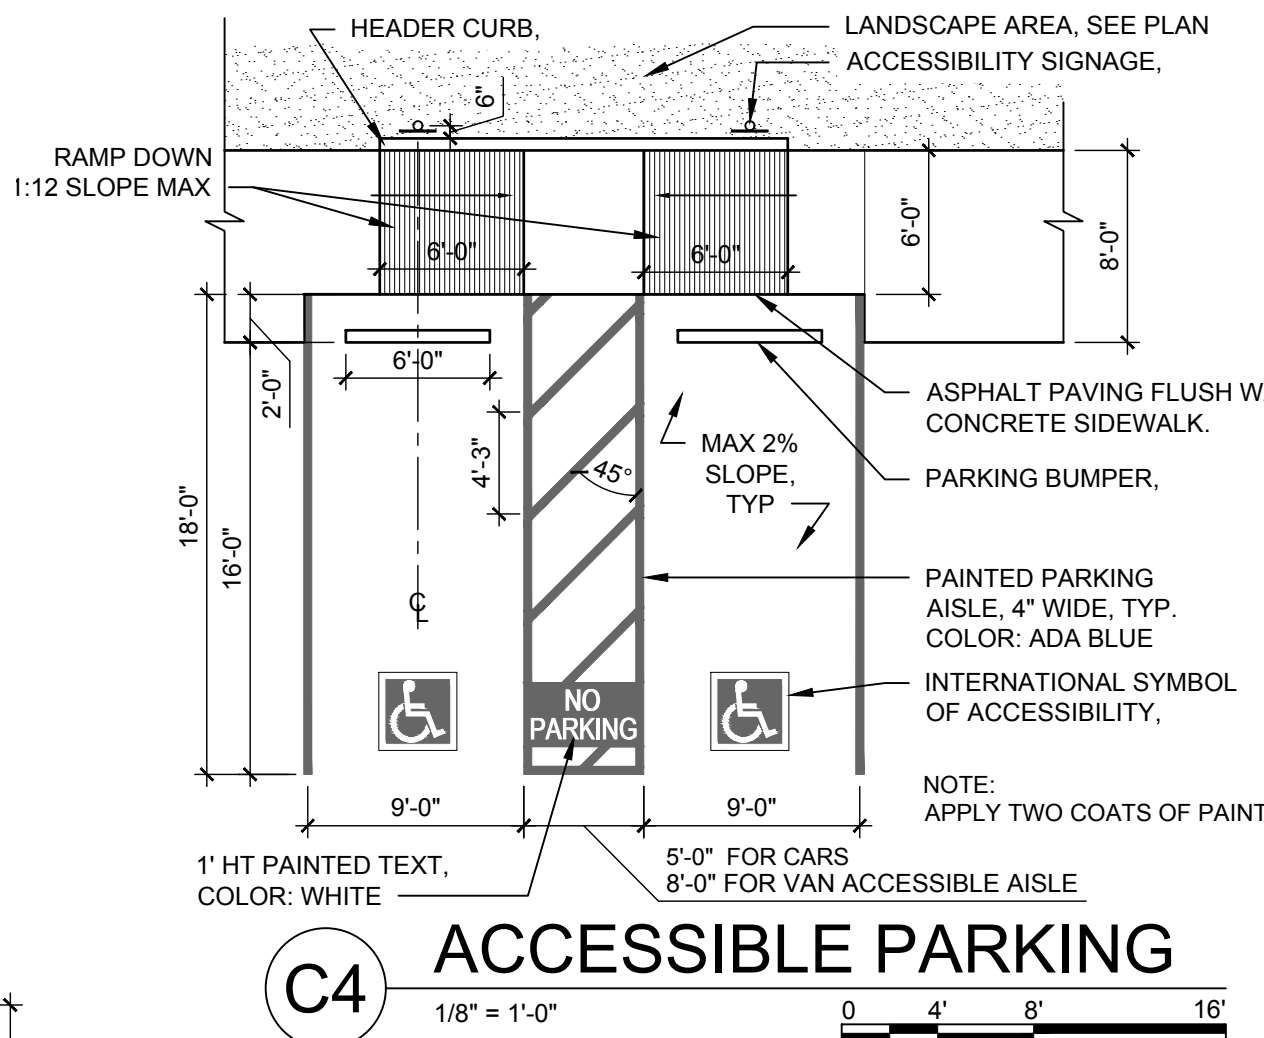 HEADER CURB,
LANDSCAPE AREA, SEE PLAN
ACCESSIBILITY SIGNAGE,
6"
RAMP DOWN
1:12 SLOPE MAX
6'-0"
6'-0"
6'-0"
8'-0"
6'-0"
2'-0"
ASPHALT PAVING FLUSH W
CONCRETE SIDEWALK.
4'-3"
45°
MAX 2%
SLOPE,
TYP
PARKING BUMPER,
18'-0"
16'-0"
PAINTED PARKING
AISLE, 4" WIDE, TYP.
COLOR: ADA BLUE
CL
INTERNATIONAL SYMBOL
OF ACCESSIBILITY,
NO
PARKING
NOTE:
APPLY TWO COATS OF PAINT
9'-0"
9'-0"
1' HT PAINTED TEXT,
COLOR: WHITE
5'-0" FOR CARS
8'-0" FOR VAN ACCESSIBLE AISLE
C4
ACCESSIBLE PARKING
1/8" = 1'-0"
0 4' 8' 16'